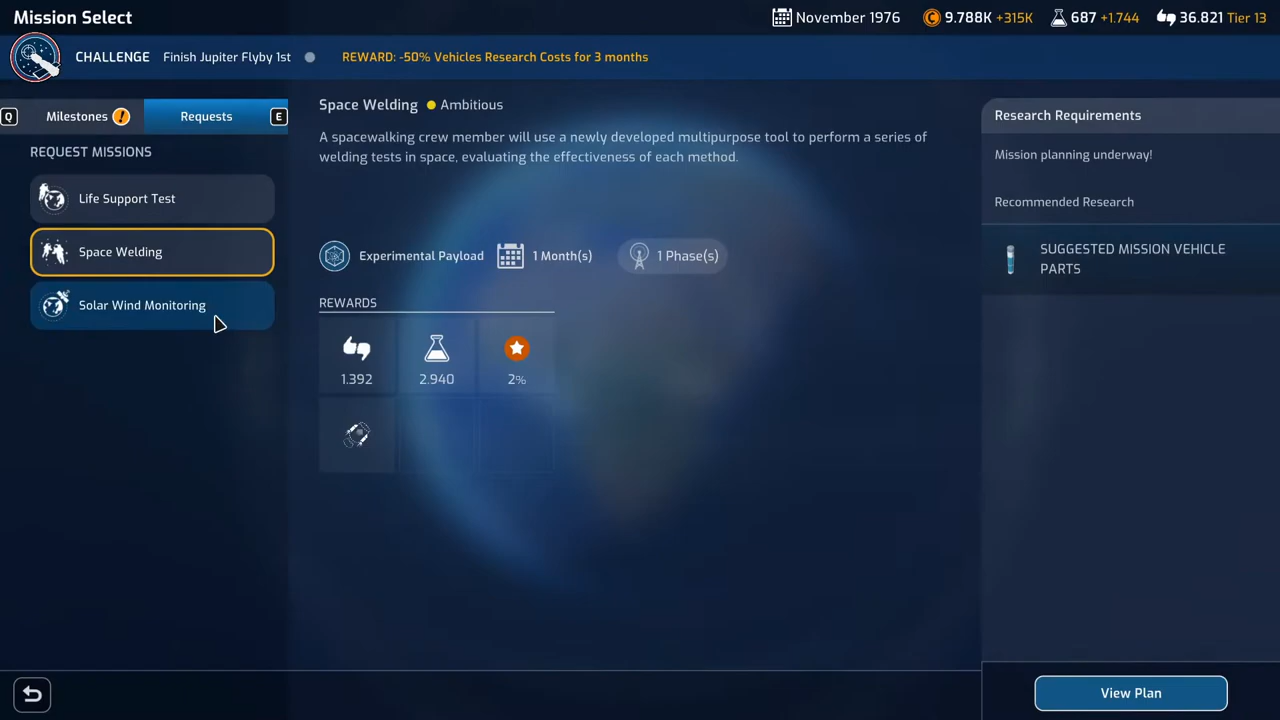 Mission Select
November 1976
9.788K +315K
687 +1.744
36.821 Tier 13
CHALLENGE Finish Jupiter Flyby 1st
REWARD: -50% Vehicles Research Costs for 3 months
Q Milestones ! Requests E
REQUEST MISSIONS
Life Support Test
Space Welding
Solar Wind Monitoring
Space Welding Ambitious
A spacewalking crew member will use a newly developed multipurpose tool to perform a series of
welding tests in space, evaluating the effectiveness of each method.
Experimental Payload 1 Month(s) 1 Phase(s)
REWARDS
1.392 2.940 2%
Research Requirements
Mission planning underway!
Recommended Research
SUGGESTED MISSION VEHICLE
PARTS
View Plan